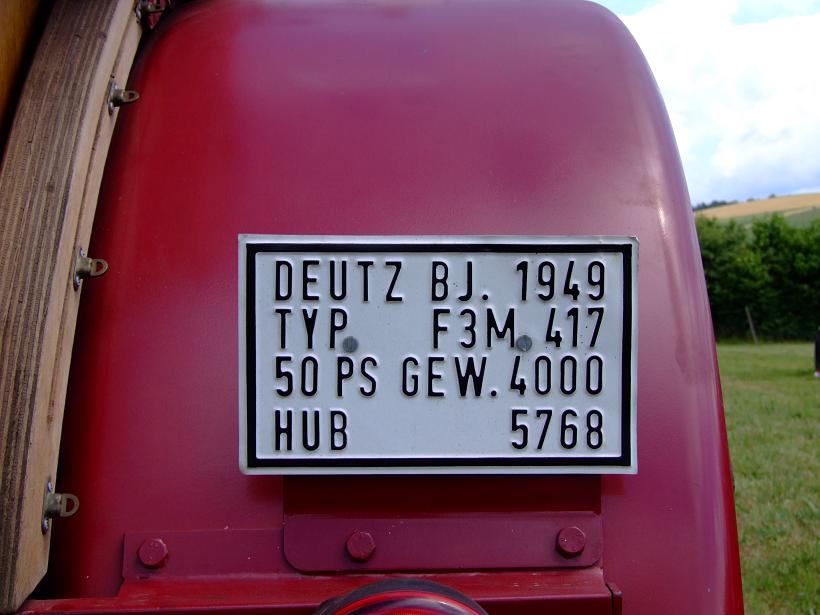 DEUTZ BJ. 1949
TYP F3M 417
50 PS GEW. 4000
HUB 5768